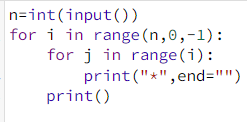 n=int(input())
for i in range(n,0,-1):
    for j in range(i):
        print("*",end="")
    print()